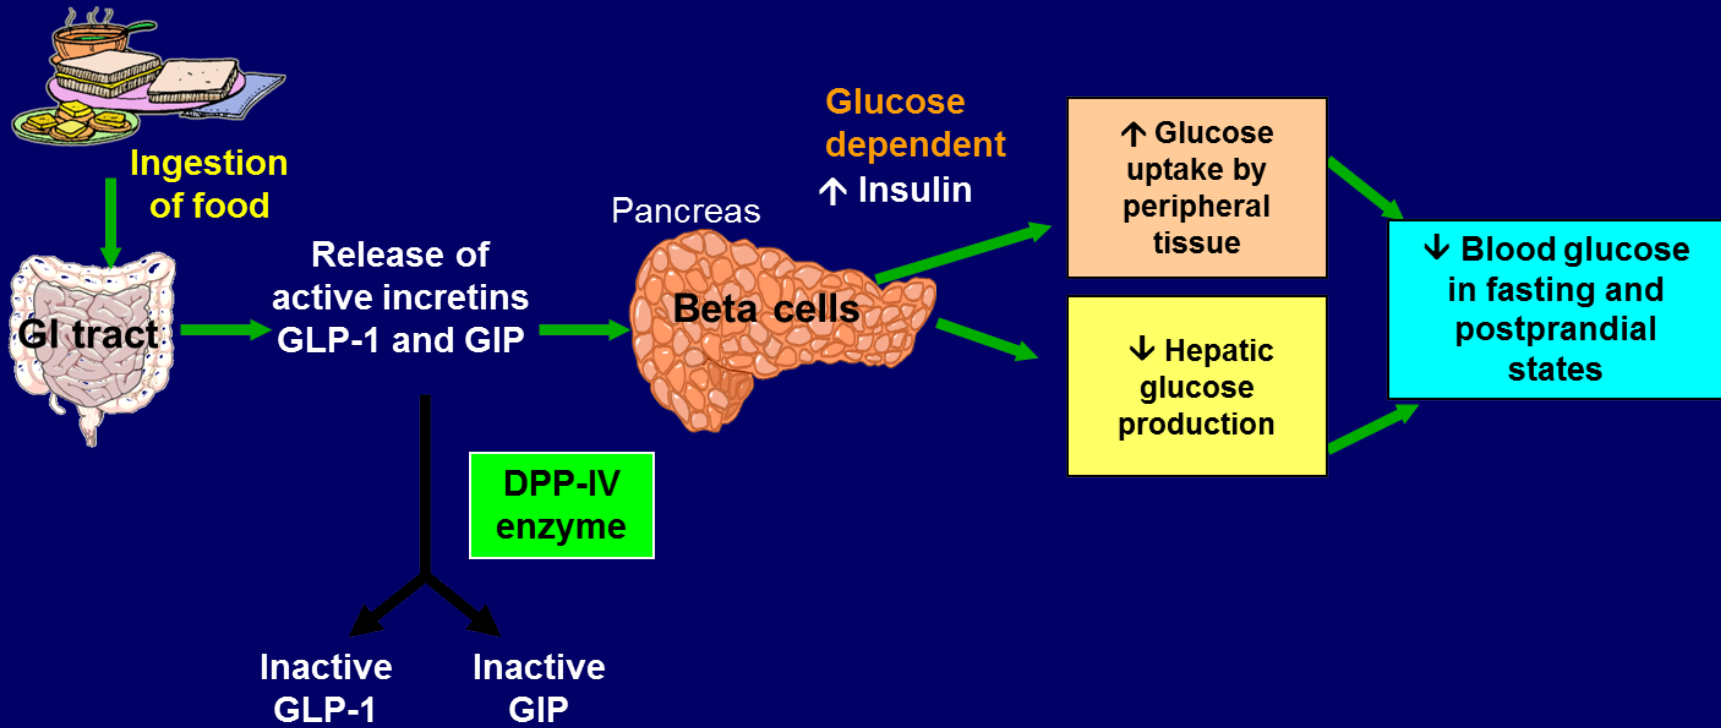 Ingestion
of food
GI tract
Release of
active incretins
GLP-1 and GIP
DPP-IV
enzyme
Inactive
GLP-1
Inactive
GIP
Pancreas
Beta cells
Glucose
dependent
↑ Insulin
↑ Glucose
uptake by
peripheral
tissue
↓ Hepatic
glucose
production
↓ Blood glucose
in fasting and
postprandial
states